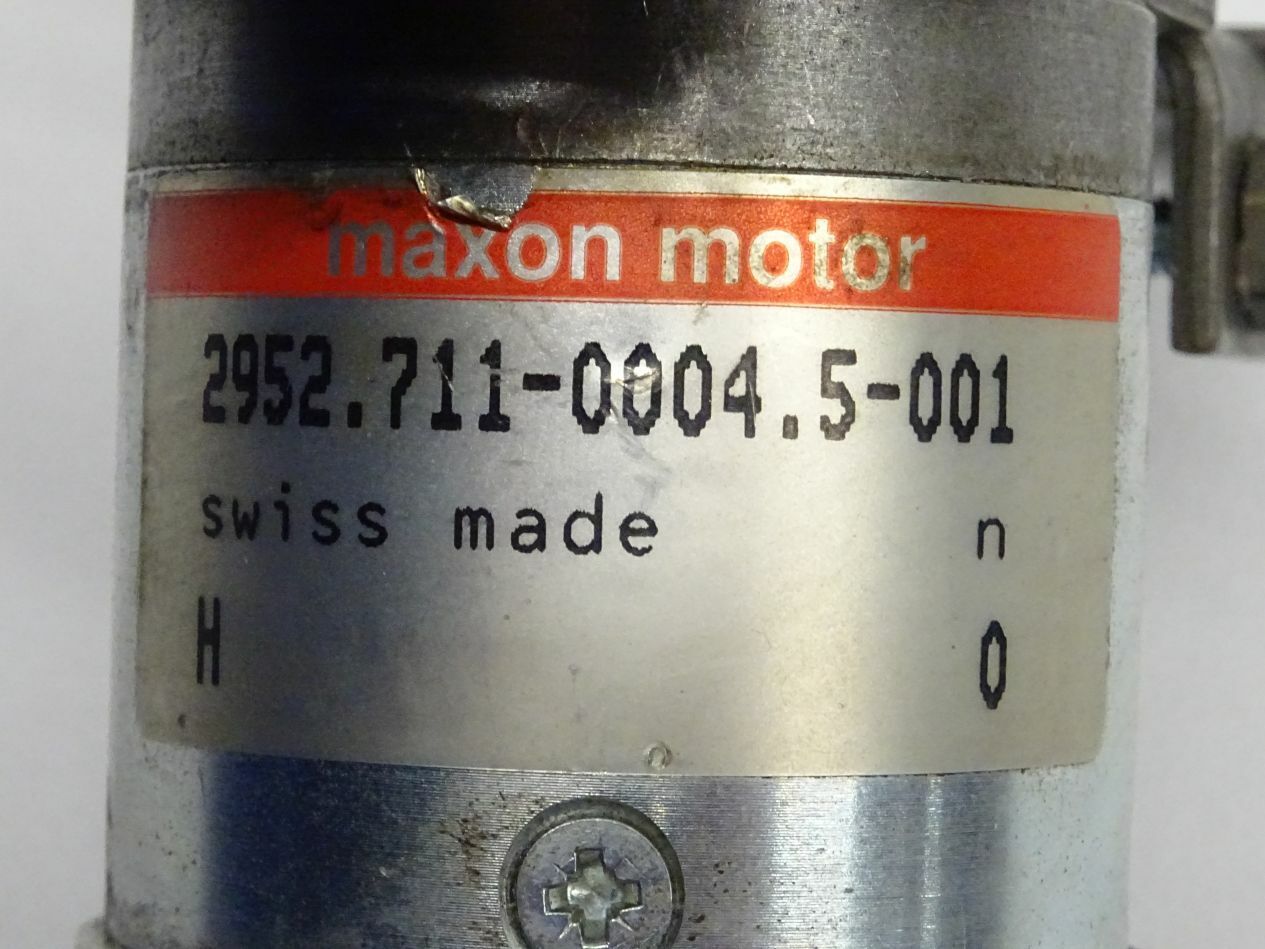 maxon motor
2952.711-0004.5-001
swiss made n
H 0